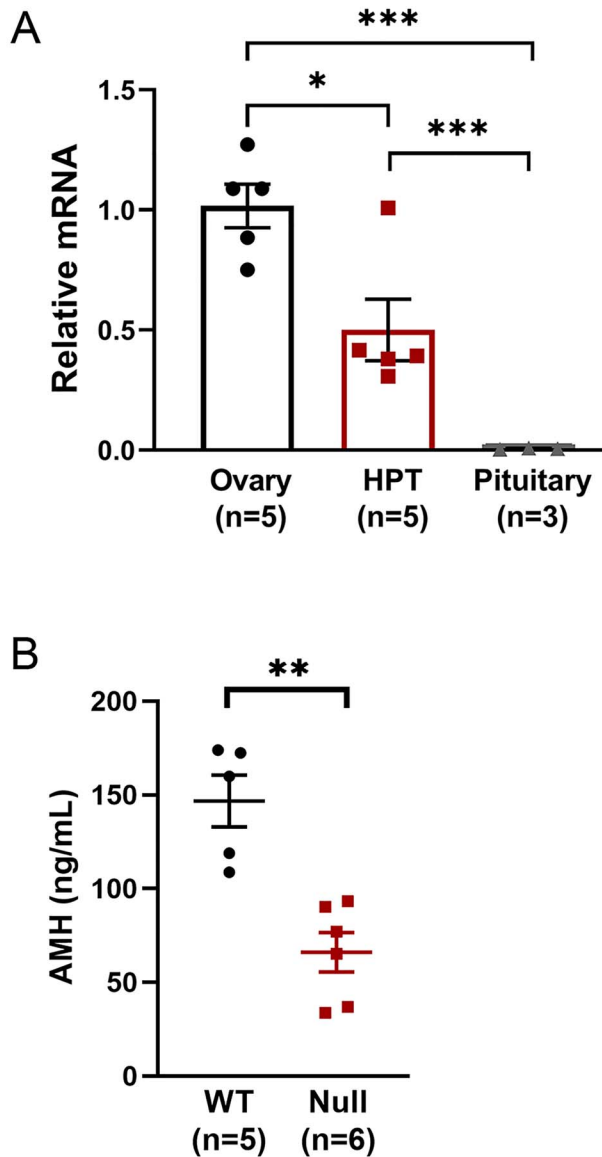 A
***
*
***
Relative mRNA
1.5
1.0
0.5
0.0
Ovary HPT Pituitary
(n=5) (n=5) (n=3)
B
**
AMH (ng/mL)
200
150
100
50
0
WT Null
(n=5) (n=6)